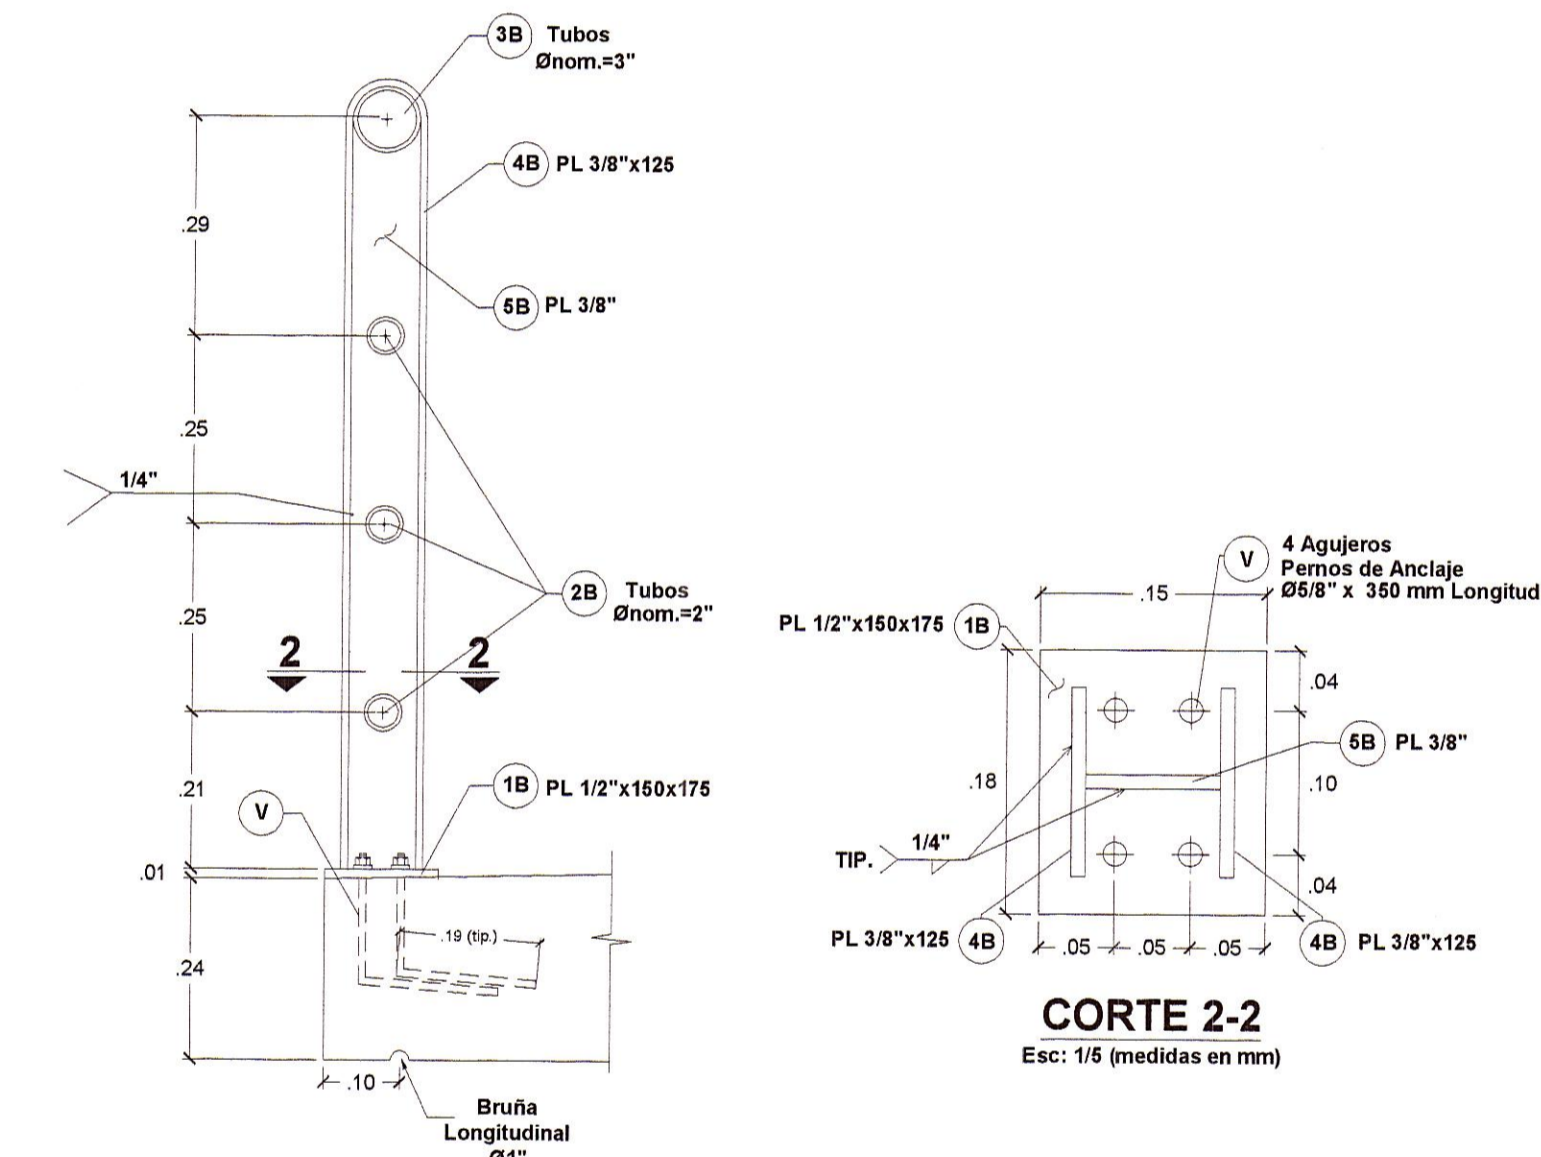 3B Tubos
Ønom.=3"
4B PL 3/8"x125
.29
5B PL 3/8"
.25
1/4"
2B Tubos
Ønom.=2"
.25
2 2
.21
1B PL 1/2"x150x175
V
.01
.19 (tip.)
.24
.10
Bruña
Longitudinal
Ø1"
V 4 Agujeros
Pernos de Anclaje
Ø5/8" x 350 mm Longitud
.15
PL 1/2"x150x175 1B
.04
5B PL 3/8"
.18
.10
1/4"
TIP.
.04
PL 3/8"x125 4B
.05 .05 .05
4B PL 3/8"x125
CORTE 2-2
Esc: 1/5 (medidas en mm)